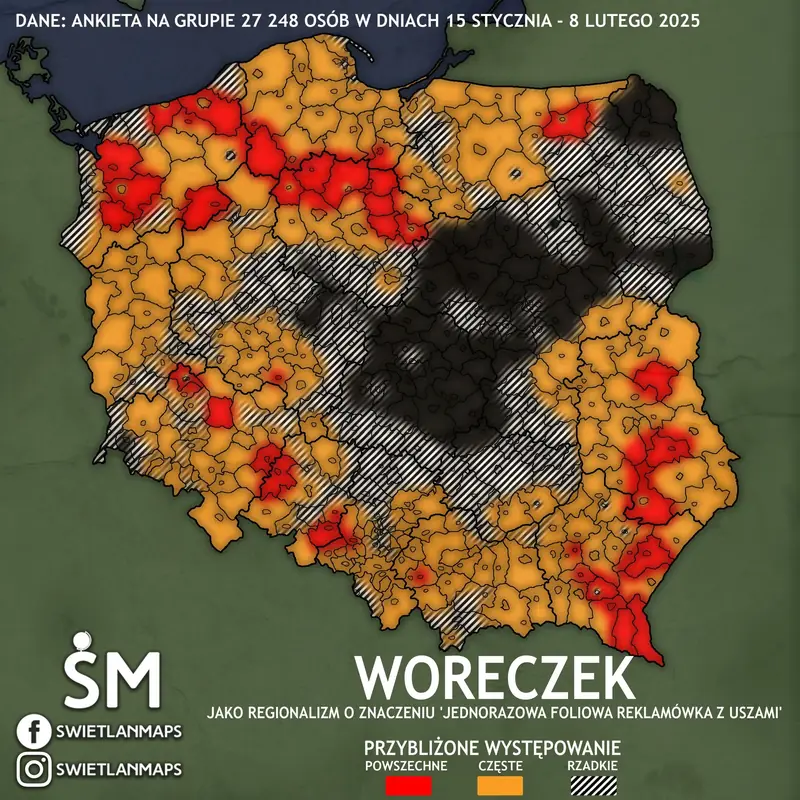 DANE: ANKIETA NA GRUPIE 27 248 OSÓB W DNIACH 15 STYCZNIA - 8 LUTEGO 2025
ŚM
WORECZEK
JAKO REGIONALIZM O ZNACZENIU 'JEDNORAZOWA FOLIOWA REKLAMÓWKA Z USZAMI'
SWIETLANMAPS
SWIETLANMAPS
PRZYBLIŻONE WYSTĘPOWANIE
POWSZECHNE CZĘSTE RZADKIE